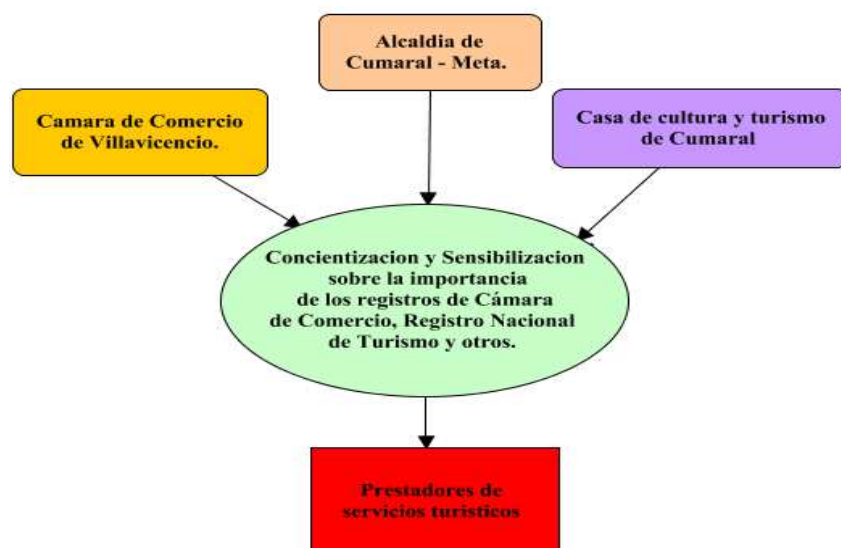 Alcaldia de
Cumaral - Meta.
Camara de Comercio
de Villavicencio.
Casa de cultura y turismo
de Cumaral
Concientizacion y Sensibilizacion
sobre la importancia
de los registros de Cámara
de Comercio, Registro Nacional
de Turismo y otros.
Prestadores de
servicios turisticos